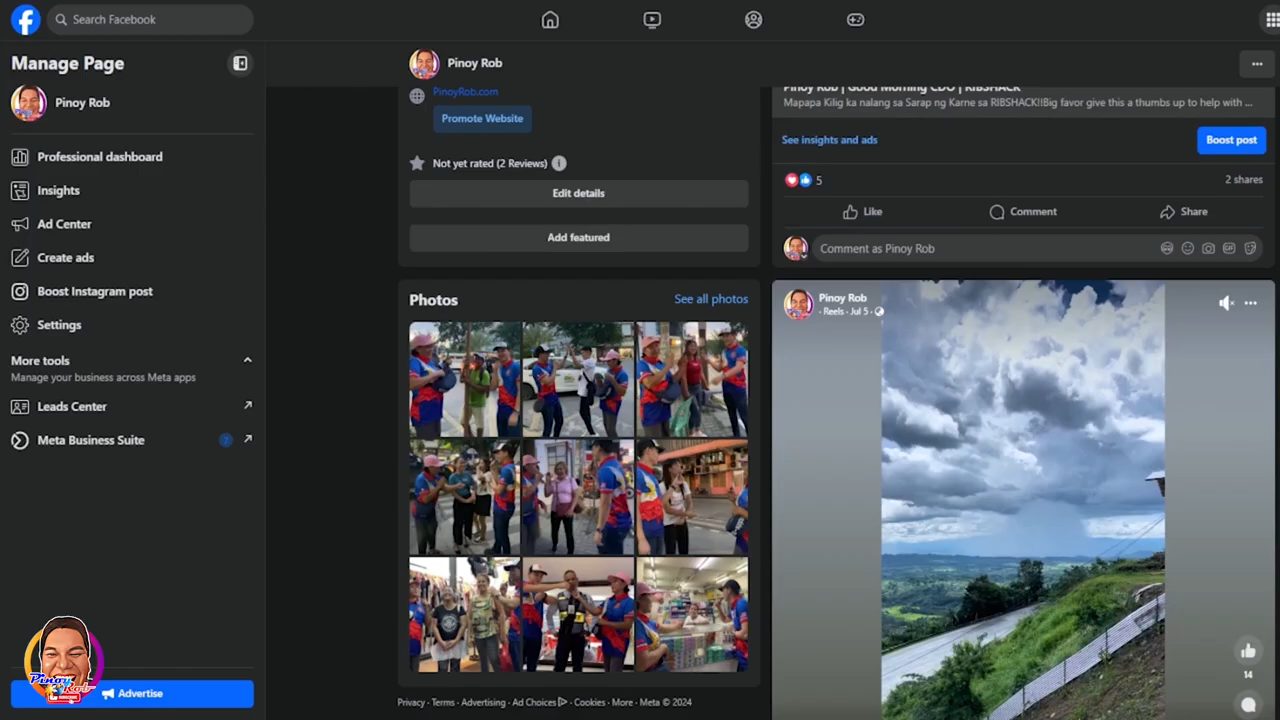 Search Facebook
Manage Page
Pinoy Rob
Professional dashboard
Insights
Ad Center
Create ads
Boost Instagram post
Settings
More tools
Manage your business across Meta apps
Leads Center
Meta Business Suite
Advertise
Pinoy
Rob
Pinoy Rob
PinoyRob.com
Promote Website
Not yet rated (2 Reviews)
Edit details
Add featured
Photos
See all photos
Privacy · Terms · Advertising · Ad Choices · Cookies · More · Meta © 2024
Pinoy Rob | Good Morning CDO | RIBSHACK
Mapapa Kilig ka nalang sa Sarap ng Karne sa RIBSHACK!!Big favor give this a thumbs up to help with ...
See insights and ads
Boost post
5
2 shares
Like
Comment
Share
Comment as Pinoy Rob
GIF
Pinoy Rob
· Reels · Jul 5 ·
14